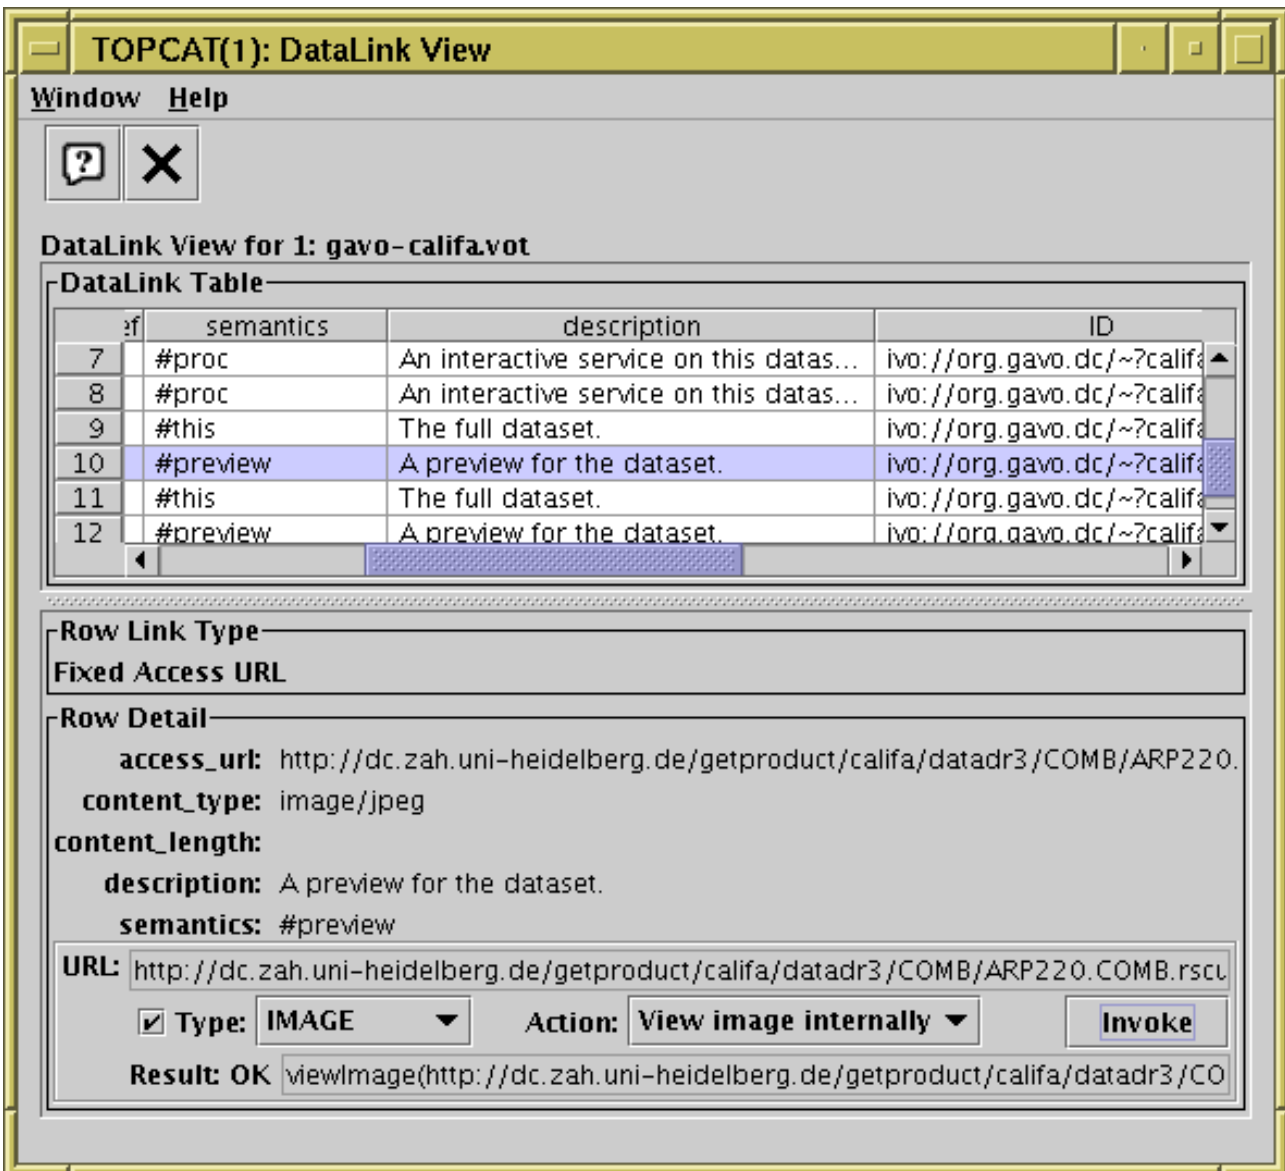 TOPCAT(1): DataLink View
Window Help
DataLink View for 1: gavo-califa.vot
DataLink Table
ef semantics description ID
7 #proc An interactive service on this datas... ivo://org.gavo.dc/~?califa
8 #proc An interactive service on this datas... ivo://org.gavo.dc/~?califa
9 #this The full dataset. ivo://org.gavo.dc/~?califa
10 #preview A preview for the dataset. ivo://org.gavo.dc/~?califa
11 #this The full dataset. ivo://org.gavo.dc/~?califa
12 #preview A preview for the dataset. ivo://org.gavo.dc/~?califa
Row Link Type
Fixed Access URL
Row Detail
access_url: http://dc.zah.uni-heidelberg.de/getproduct/califa/datadr3/COMB/ARP220.
content_type: image/jpeg
content_length:
description: A preview for the dataset.
semantics: #preview
URL: http://dc.zah.uni-heidelberg.de/getproduct/califa/datadr3/COMB/ARP220.COMB.rscu
Type: IMAGE Action: View image internally Invoke
Result: OK viewImage(http://dc.zah.uni-heidelberg.de/getproduct/califa/datadr3/CO